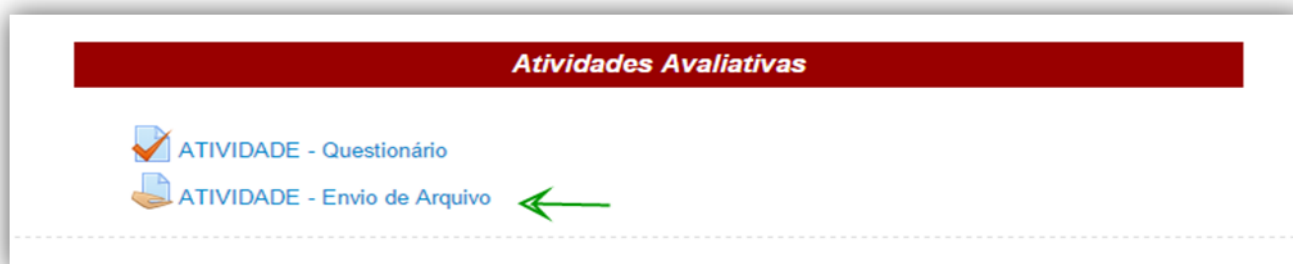 Atividades Avaliativas
ATIVIDADE - Questionário
ATIVIDADE - Envio de Arquivo